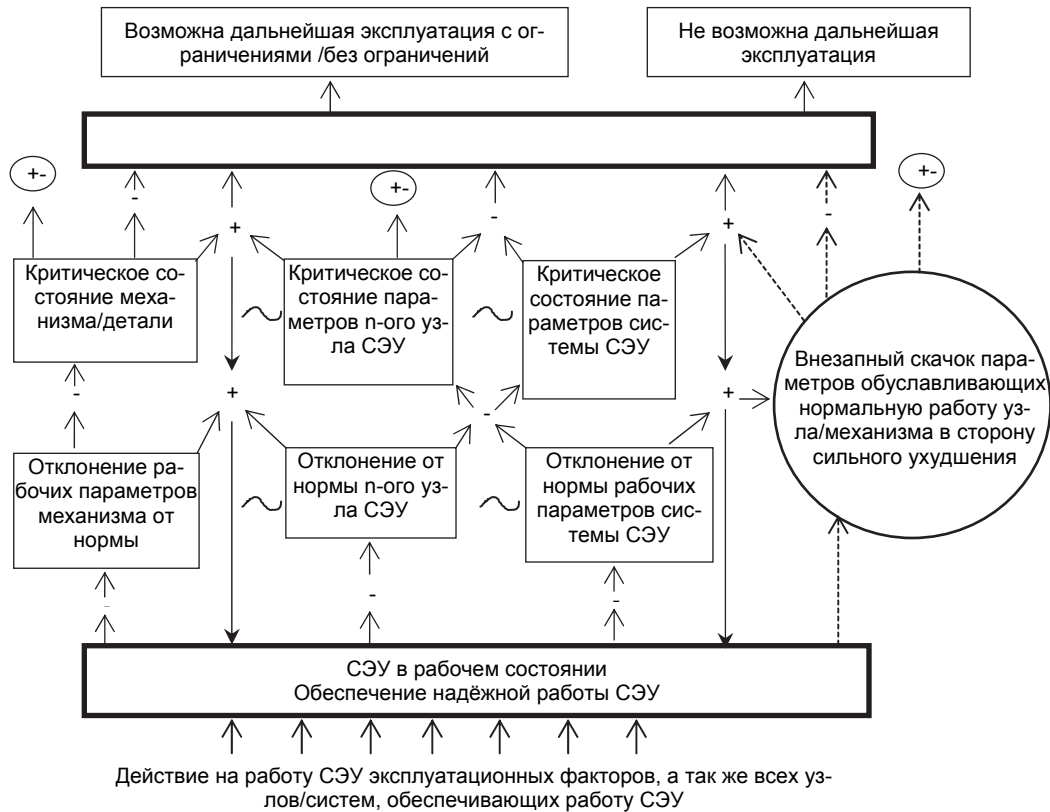 Возможна дальнейшая эксплуатация с ог-
раничениями /без ограничений
Не возможна дальнейшая
эксплуатация
+-
+-
+-
-
-
-
+
+
Критическое со-
стояние меха-
низма/детали
Критическое со-
стояние пара-
метров n-ого уз-
ла СЭУ
Критическое
состояние па-
раметров сис-
темы СЭУ
Внезапный скачок пара-
метров обуславливающих
нормальную работу уз-
ла/механизма в сторону
сильного ухудшения
-
+
-
+
Отклонение ра-
бочих параметров
механизма от
нормы
Отклонение от
нормы n-ого уз-
ла СЭУ
Отклонение от
нормы рабочих
параметров сис-
темы СЭУ
-
-
-
СЭУ в рабочем состоянии
Обеспечение надёжной работы СЭУ
Действие на работу СЭУ эксплуатационных факторов, а так же всех уз-
лов/систем, обеспечивающих работу СЭУ